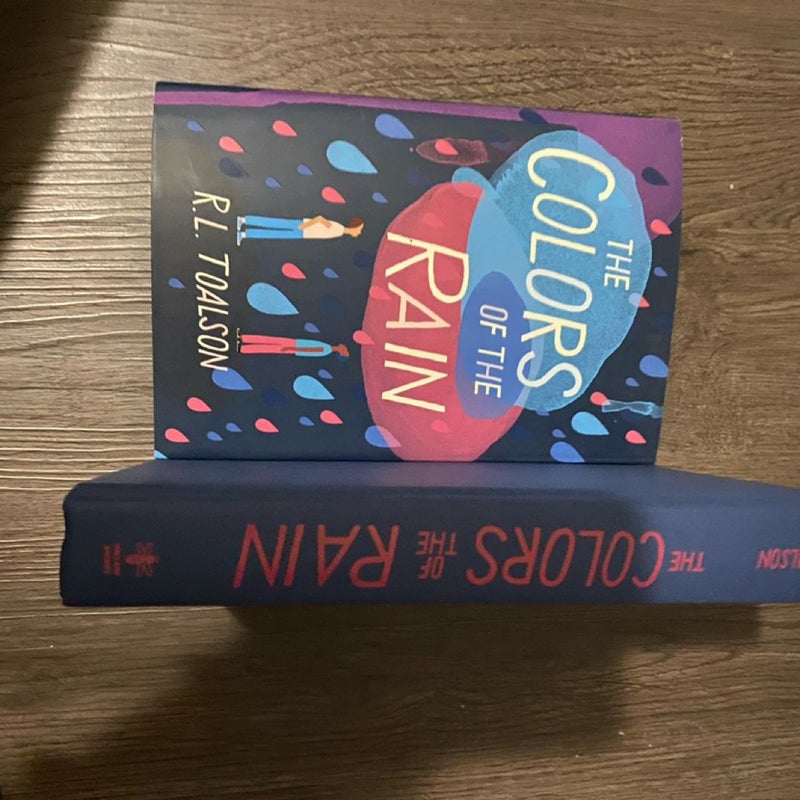 THE
COLORS
OF THE
RAIN
R.L. TOALSON
THE COLORS OF THE RAIN